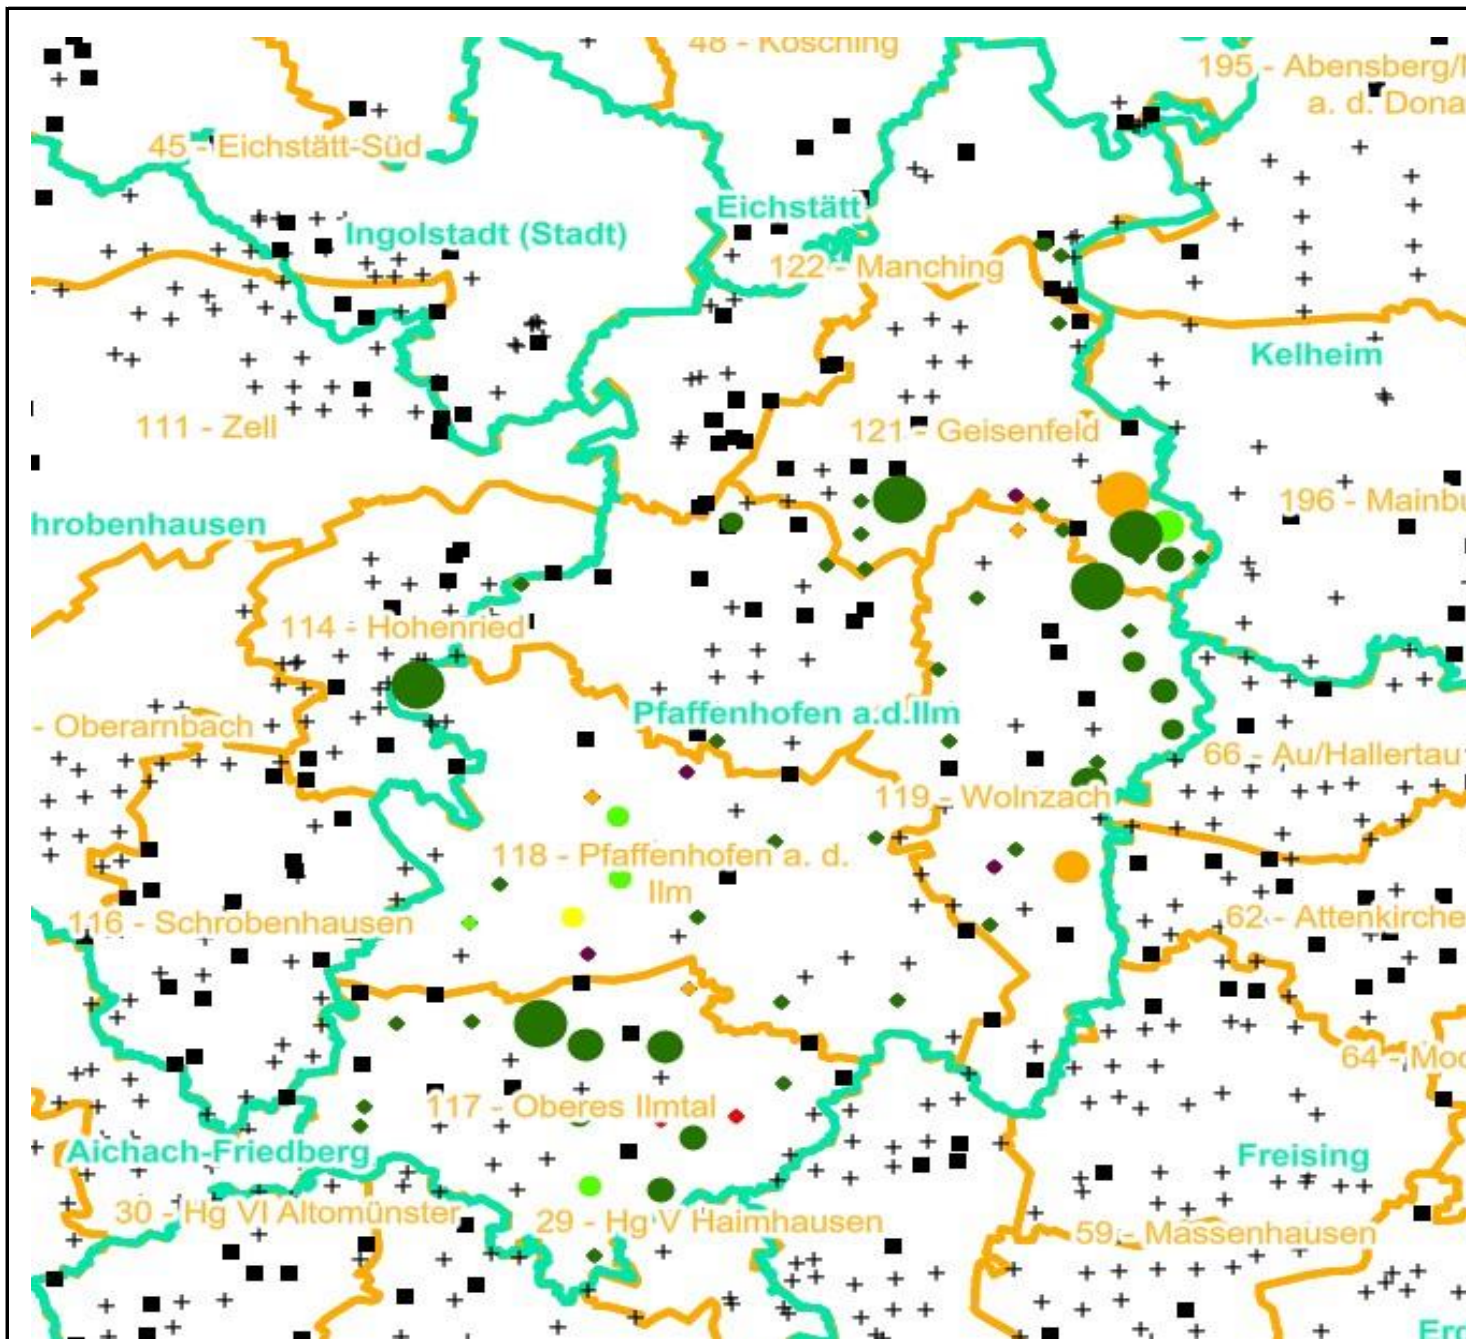 48 - Kösching
195 - Abensberg/
a. d. Dona
45 - Eichstätt-Süd
Eichstätt
Ingolstadt (Stadt)
122 - Manching
Kelheim
111 - Zell
121 - Geisenfeld
196 - Mainbu
hrobenhausen
114 - Hohenried
Pfaffenhofen a.d.Ilm
- Oberarnbach
66 - Au/Hallertau
119 - Wolnzach
118 - Pfaffenhofen a. d.
Ilm
116 - Schrobenhausen
62 - Attenkirche
64 - Moo
117 - Oberes Ilmtal
Aichach-Friedberg
Freising
30 - Hg VI Altomünster
29 - Hg V Haimhausen
59 - Massenhausen
Erd